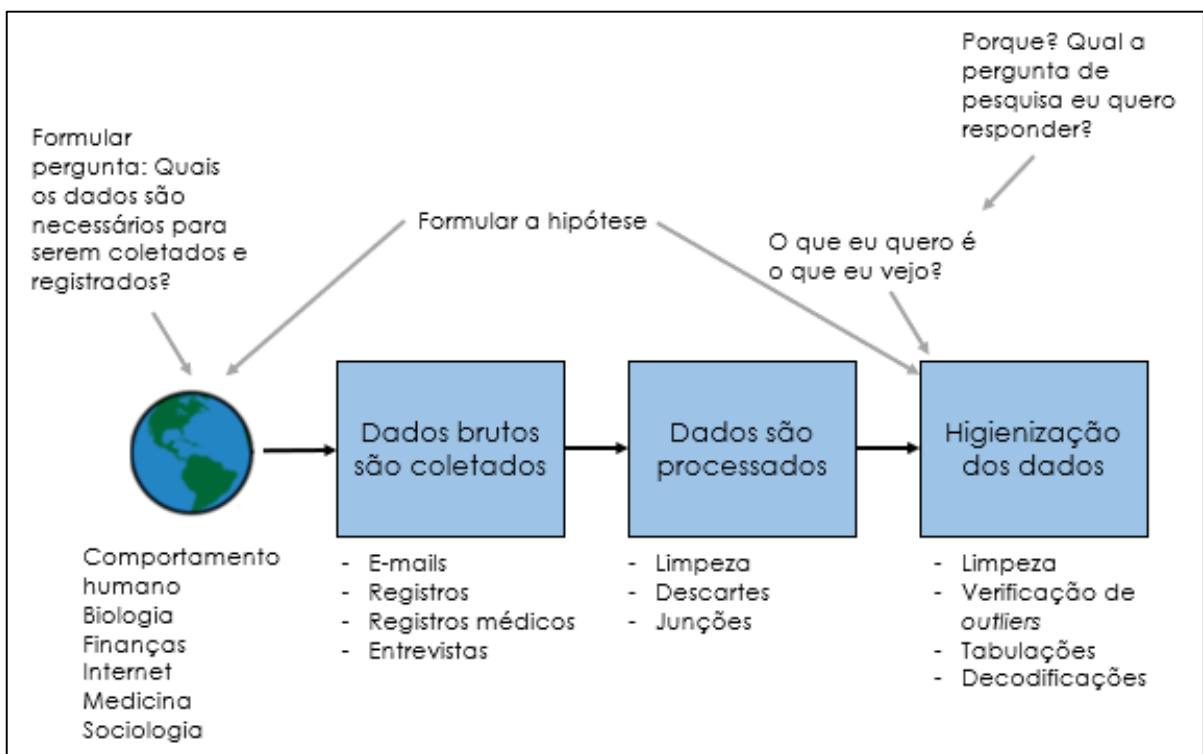 Porque? Qual a
pergunta de
pesquisa eu quero
responder?
Formular
pergunta: Quais
os dados são
necessários para
serem coletados e
registrados?
Formular a hipótese
O que eu quero é
o que eu vejo?
Dados brutos
são coletados
Dados são
processados
Higienização
dos dados
Comportamento
humano
Biologia
Finanças
Internet
Medicina
Sociologia
- E-mails
- Registros
- Registros médicos
- Entrevistas
- Limpeza
- Descartes
- Junções
- Limpeza
- Verificação de
outliers
- Tabulações
- Decodificações